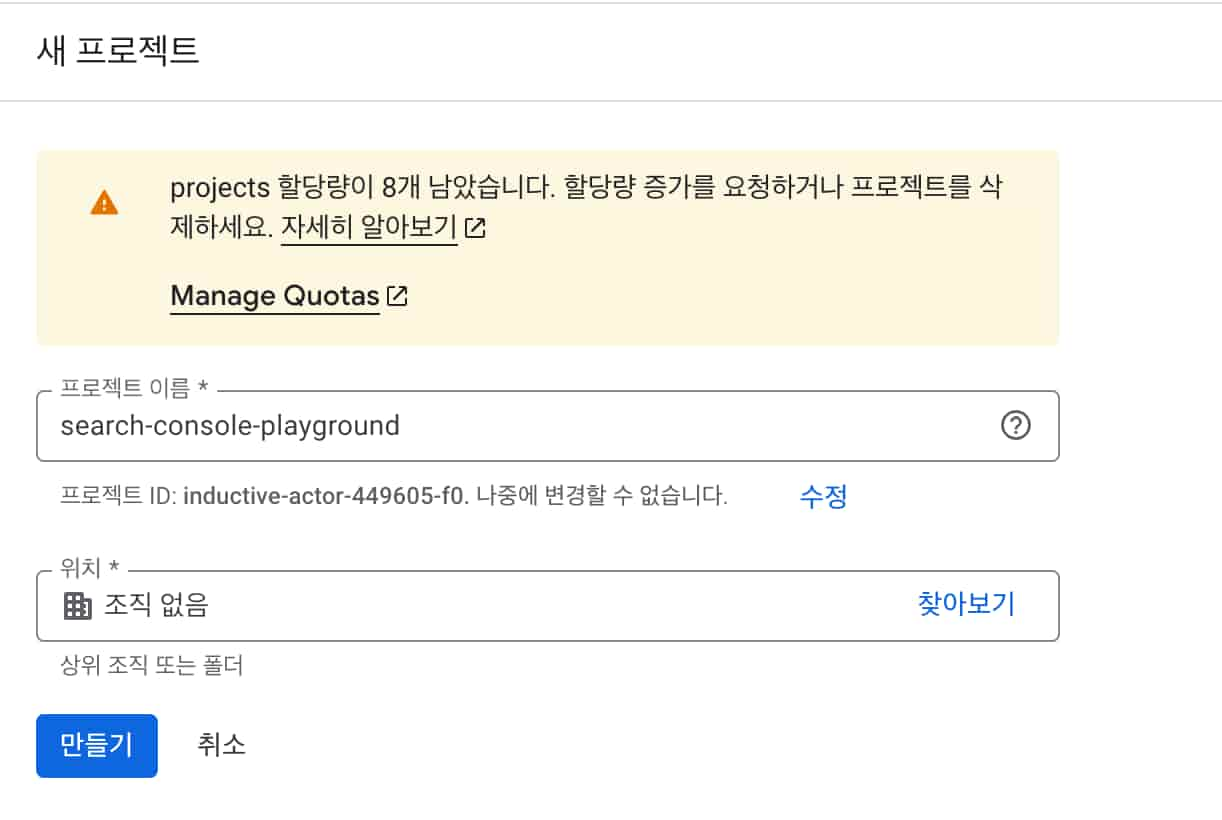 새 프로젝트
projects 할당량이 8개 남았습니다. 할당량 증가를 요청하거나 프로젝트를 삭
제하세요. 자세히 알아보기
Manage Quotas
프로젝트 이름 *
search-console-playground
프로젝트 ID: inductive-actor-449605-f0. 나중에 변경할 수 없습니다. 수정
위치 *
조직 없음 찾아보기
상위 조직 또는 폴더
만들기 취소